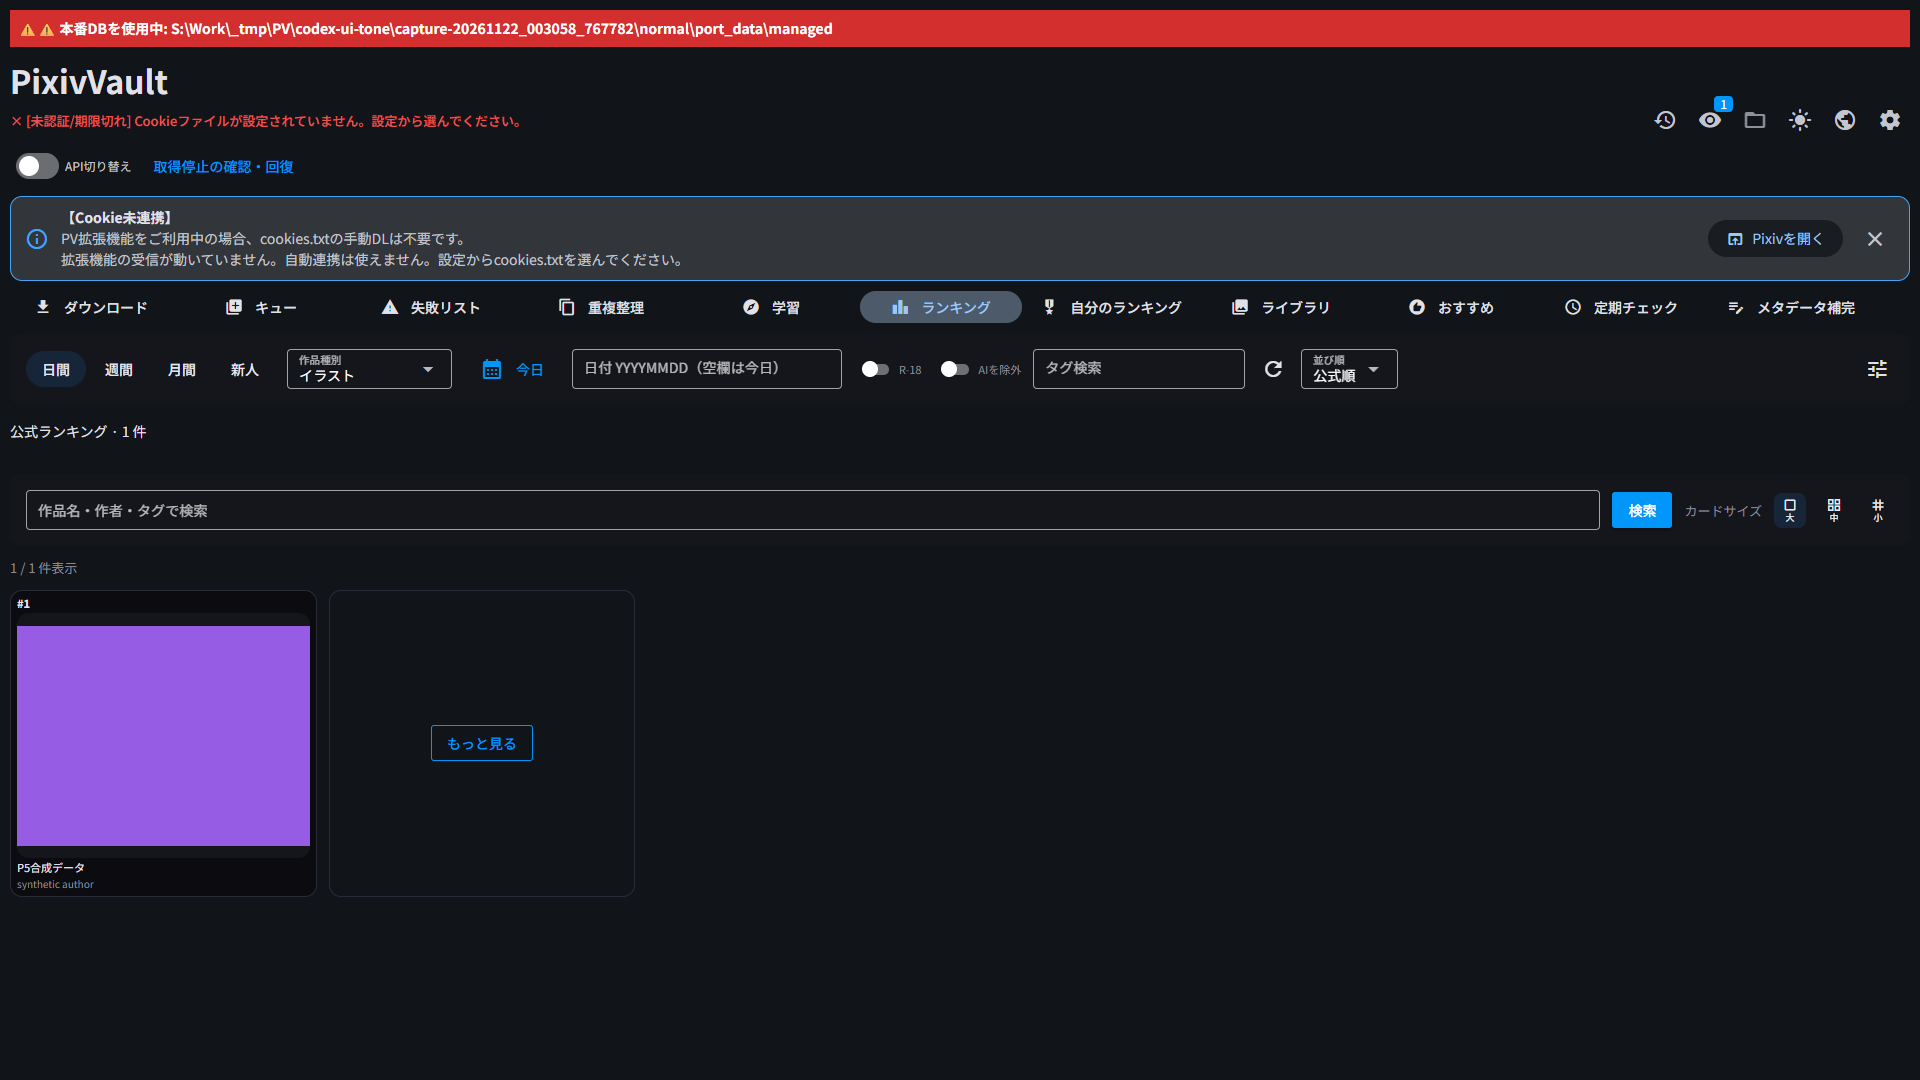 本番DBを使用中: S:\Work\_tmp\PV\codex-ui-tone\capture-20261122_003058_767782\normal\port_data\managed
PixivVault
× [未認証/期限切れ] Cookieファイルが設定されていません。設定から選んでください。
1
API切り替え 取得停止の確認・回復
【Cookie未連携】
PV拡張機能をご利用中の場合、cookies.txtの手動DLは不要です。
拡張機能の受信が動いていません。自動連携は使えません。設定からcookies.txtを選んでください。
Pixivを開く
ダウンロード キュー 失敗リスト 重複整理 学習 ランキング 自分のランキング ライブラリ おすすめ 定期チェック メタデータ補完
日間 週間 月間 新人
作品種別
イラスト
今日
日付 YYYYMMDD（空欄は今日）
R-18 AIを除外
タグ検索
並び順
公式順
公式ランキング · 1 件
作品名・作者・タグで検索
検索 カードサイズ 大 中 小
1 / 1 件表示
#1
P5合成データ
synthetic author
もっと見る